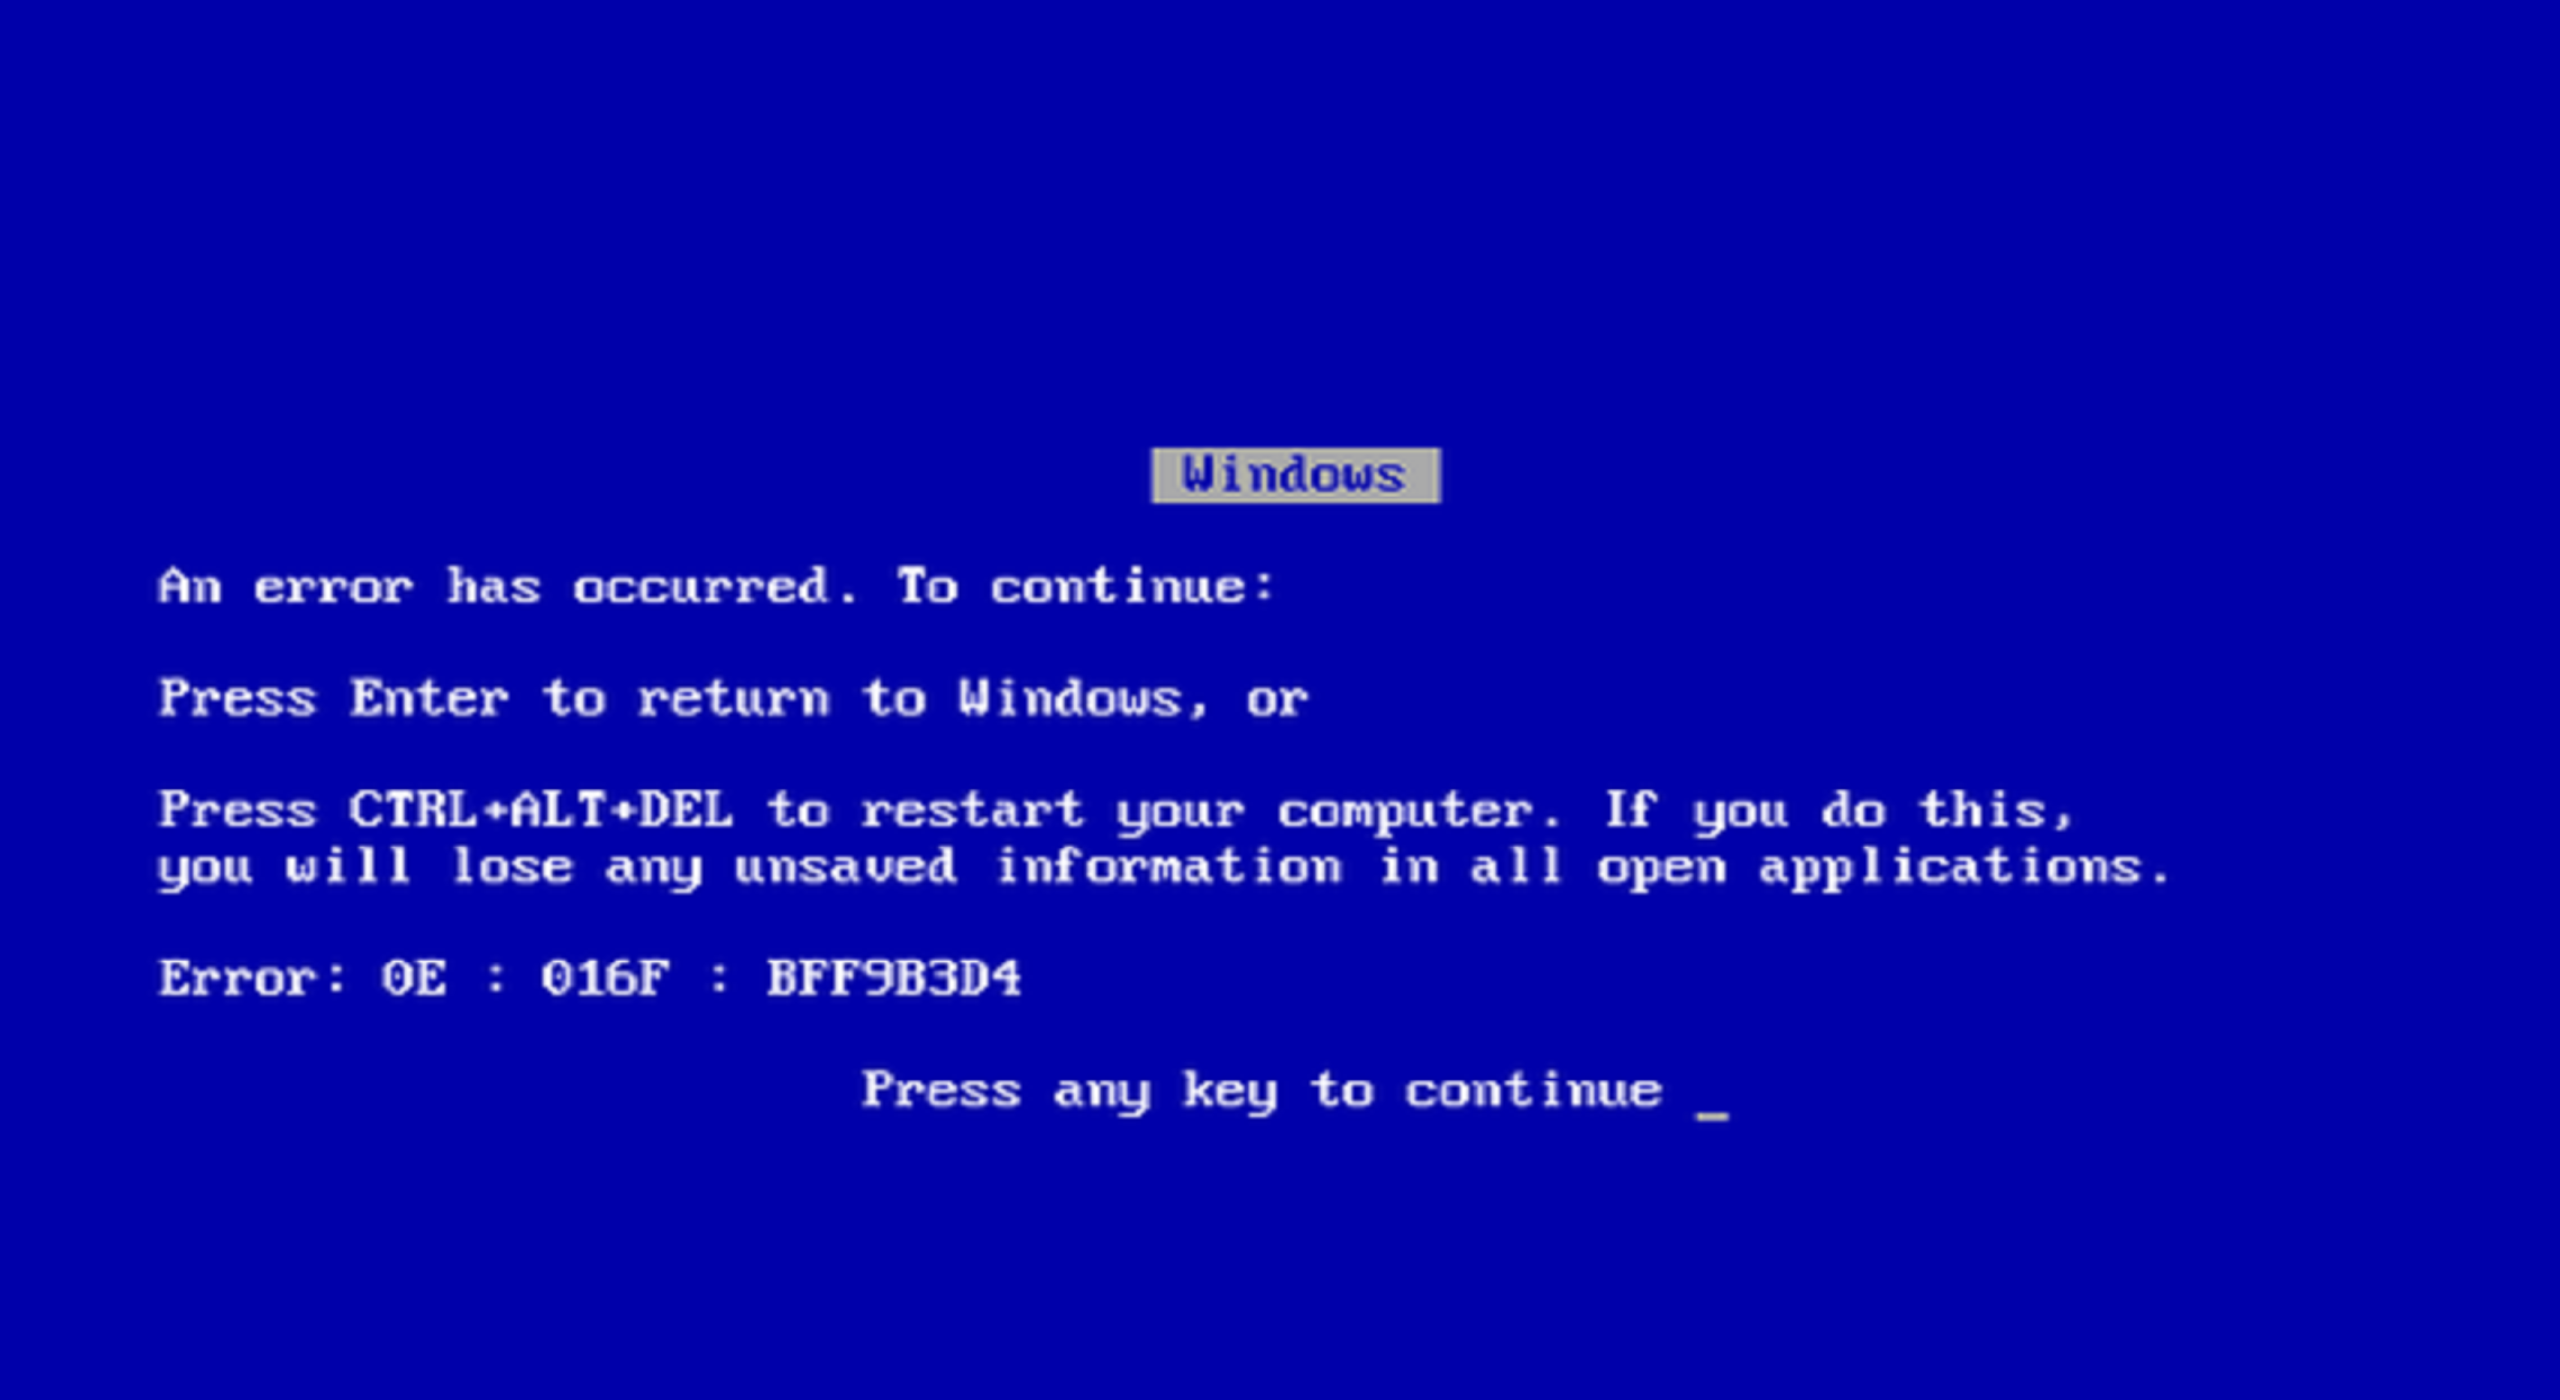 Windows
An error has occurred. To continue:
Press Enter to return to Windows, or
Press CTRL+ALT+DEL to restart your computer. If you do this,
you will lose any unsaved information in all open applications.
Error: 0E : 016F : BFF9B3D4
Press any key to continue _